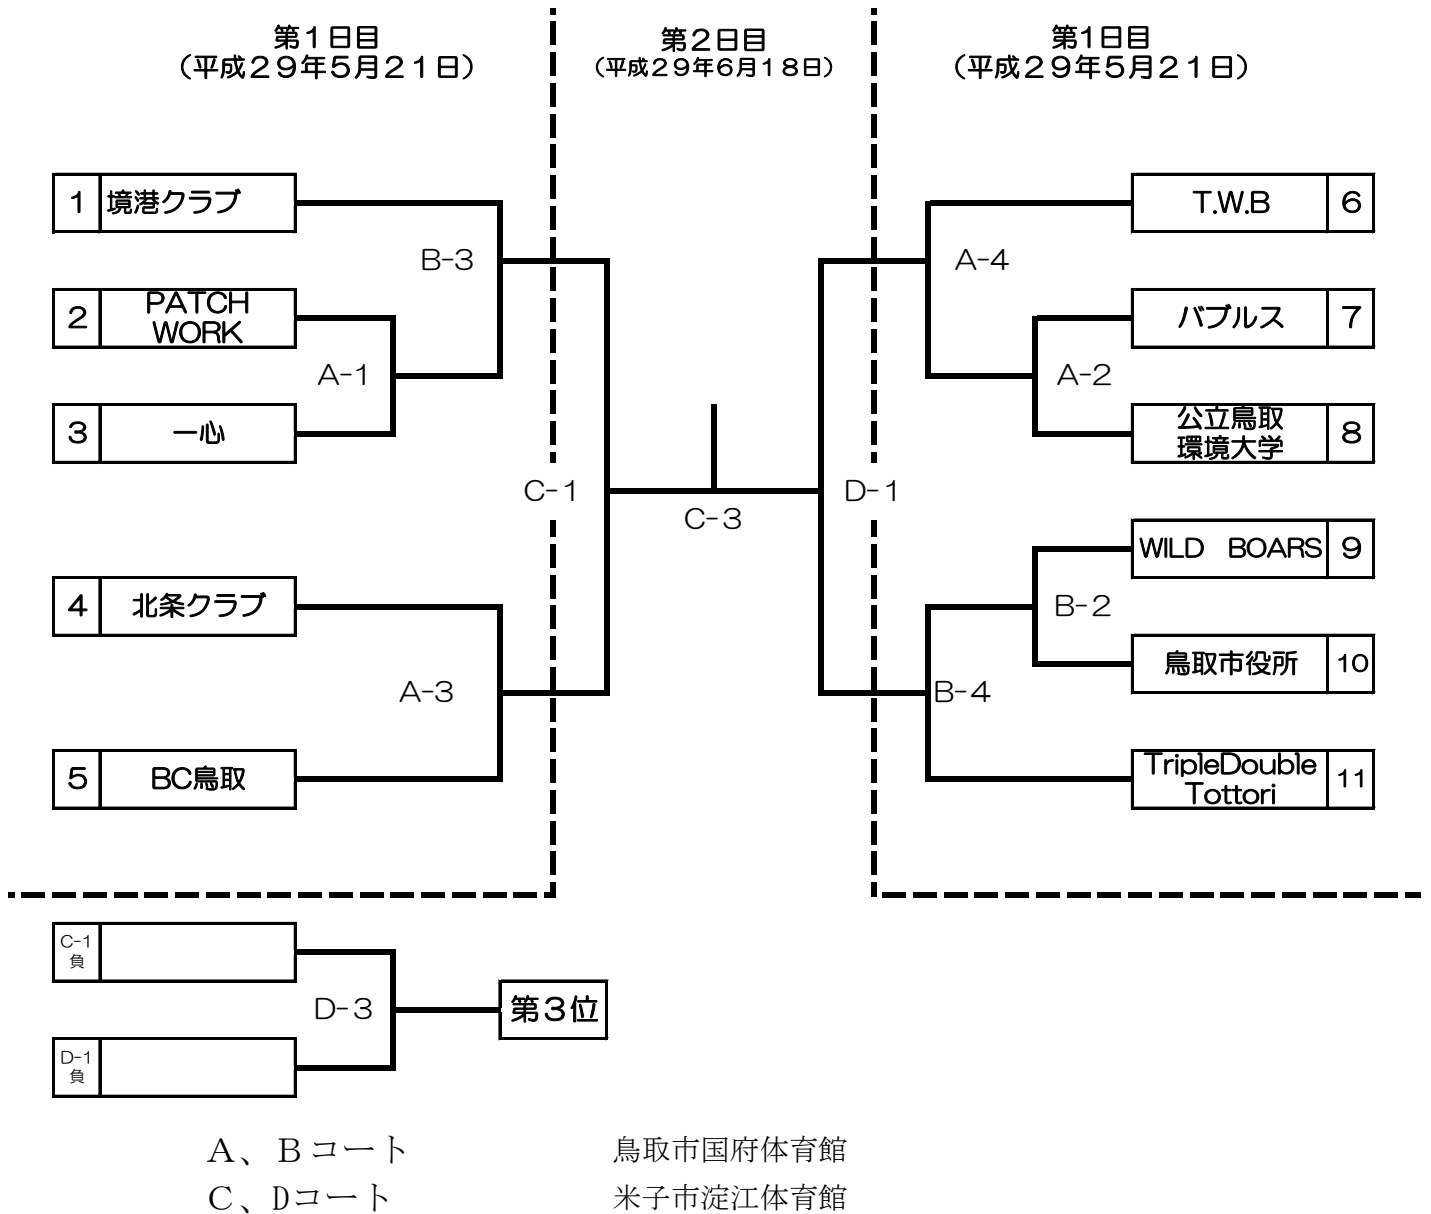 第１日目
（平成２９年５月２１日）
第２日目
（平成２９年６月１８日）
第１日目
（平成２９年５月２１日）
1 境港クラブ
B-3
2 PATCH
WORK
A-1
3 一心
C-1
4 北条クラブ
A-3
5 BC鳥取
C-3
T.W.B 6
A-4
バブルス 7
A-2
公立鳥取
環境大学 8
D-1
WILD　BOARS 9
B-2
鳥取市役所 10
B-4
TripleDouble
Tottori 11
C-1
負
D-3
第３位
D-1
負
Ａ、Ｂコート　鳥取市国府体育館
Ｃ、Dコート　米子市淀江体育館